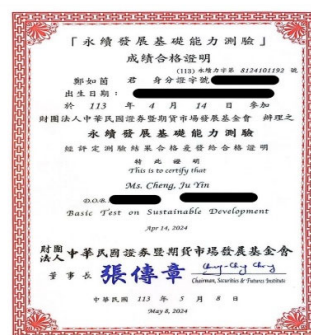 「永續發展基礎能力測驗」
成績合格證明
(113) 永續力字第 8124101192 號
鄭如茵 君 身分證字號
出生日期：
於 113 年 4 月 14 日 參加
財團法人中華民國證券暨期貨市場發展基金會 辦理之
永續發展基礎能力測驗
經評定測驗結果合格爰發給合格證明
特此證明
This is to certify that
Ms. Cheng, Ju Yin
D.O.B.
Basic Test on Sustainable Development
Apr 14, 2024
財團法人中華民國證券暨期貨市場發展基金會
董事長 張傳章
Chairman, Securities & Futures Institute
中華民國 113 年 5 月 8 日
May 8, 2024